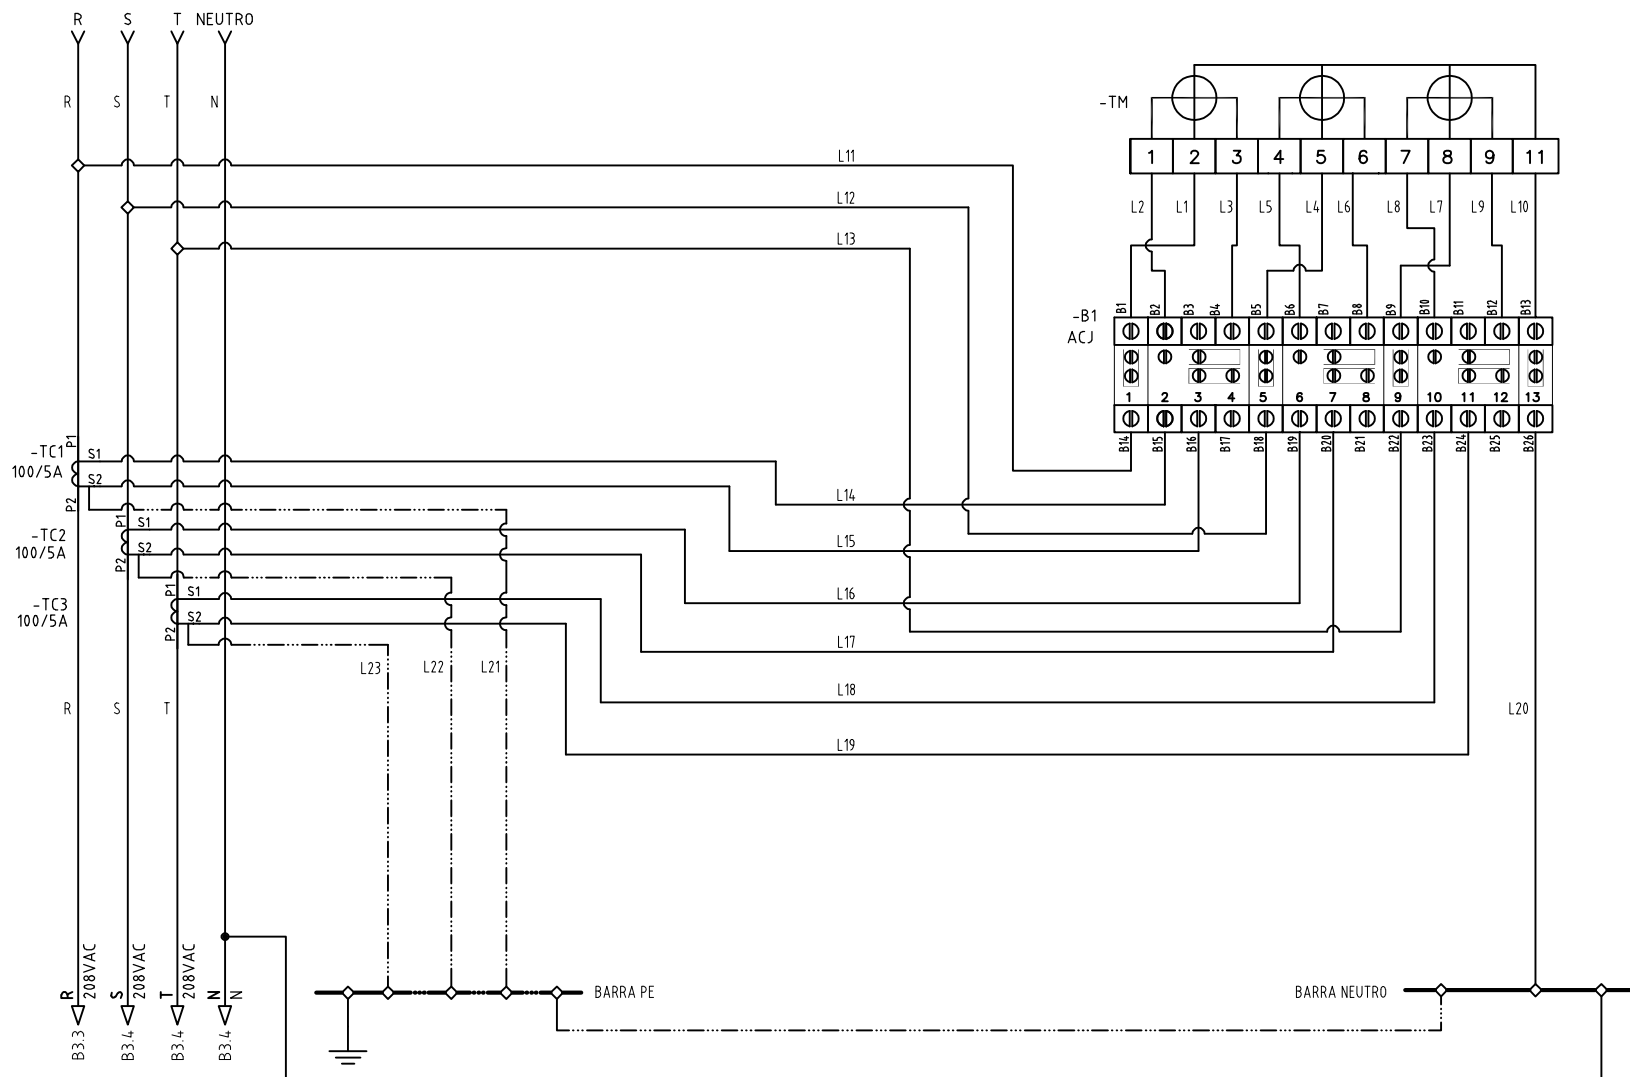 R S T NEUTRO
R S T N
-TM
1 2 3 4 5 6 7 8 9 11
L11
L12
L13
L2 L1 L3 L5 L4 L6 L8 L7 L9 L10
-B1
ACJ
B1 B2 B3 B4 B5 B6 B7 B8 B9 B10 B11 B12 B13
1 2 3 4 5 6 7 8 9 10 11 12 13
B14 B15 B16 B17 B18 B19 B20 B21 B22 B23 B24 B25 B26
-TC1
100/5A
P1
S1
S2
P2
L14
-TC2
100/5A
P1
S1
S2
P2
L15
-TC3
100/5A
P1
S1
S2
P2
L16
L17
L23 L22 L21
L18
R S T
L20
L19
R 208VAC
S 208VAC
T 208VAC
N N
BARRA PE
BARRA NEUTRO
B3.3 B3.4 B3.4 B3.4